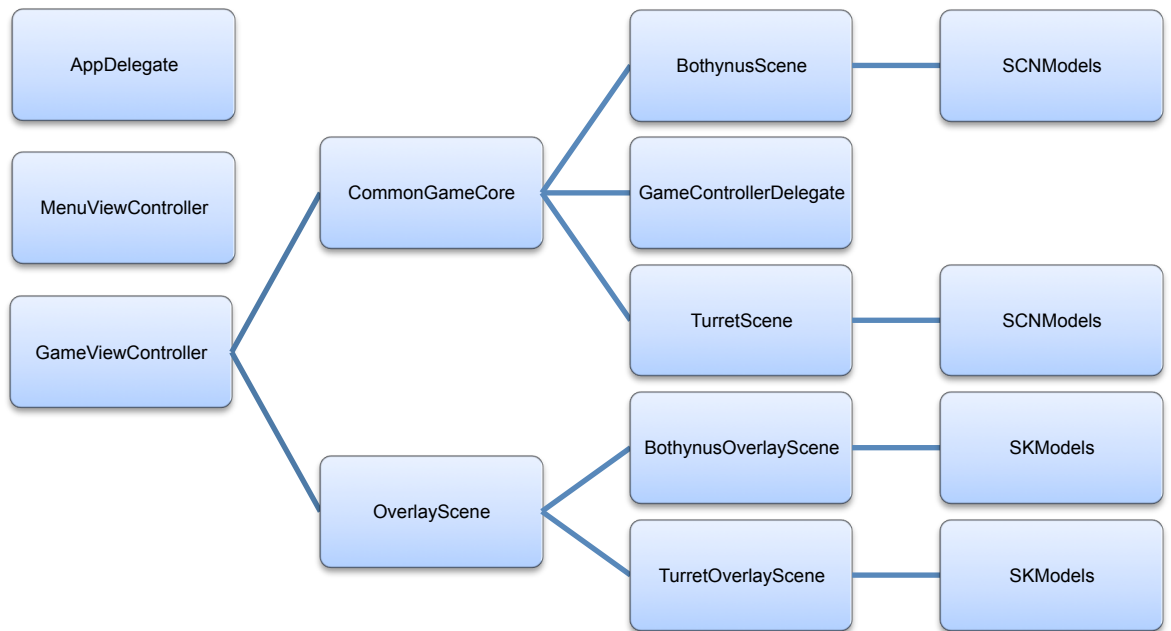 AppDelegate
MenuViewController
GameViewController
CommonGameCore
OverlayScene
BothynusScene
GameControllerDelegate
TurretScene
BothynusOverlayScene
TurretOverlayScene
SCNModels
SCNModels
SKModels
SKModels